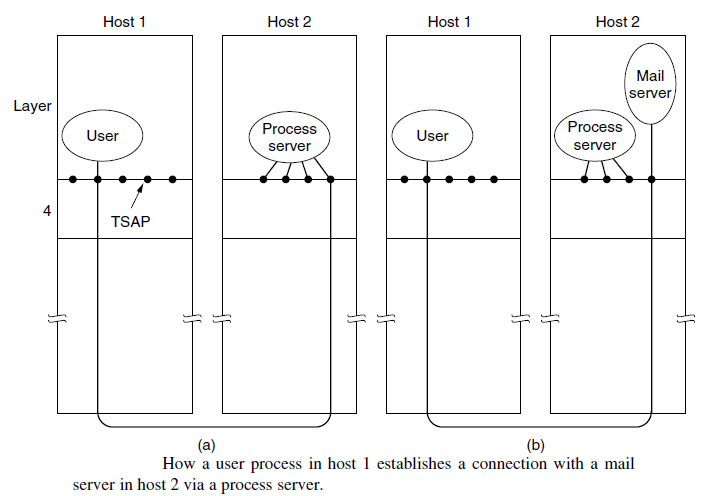 Host 1
Host 2
Host 1
Host 2
Layer
User
Process
server
User
Process
server
Mail
server
4
TSAP
(a)
(b)
How a user process in host 1 establishes a connection with a mail
server in host 2 via a process server.